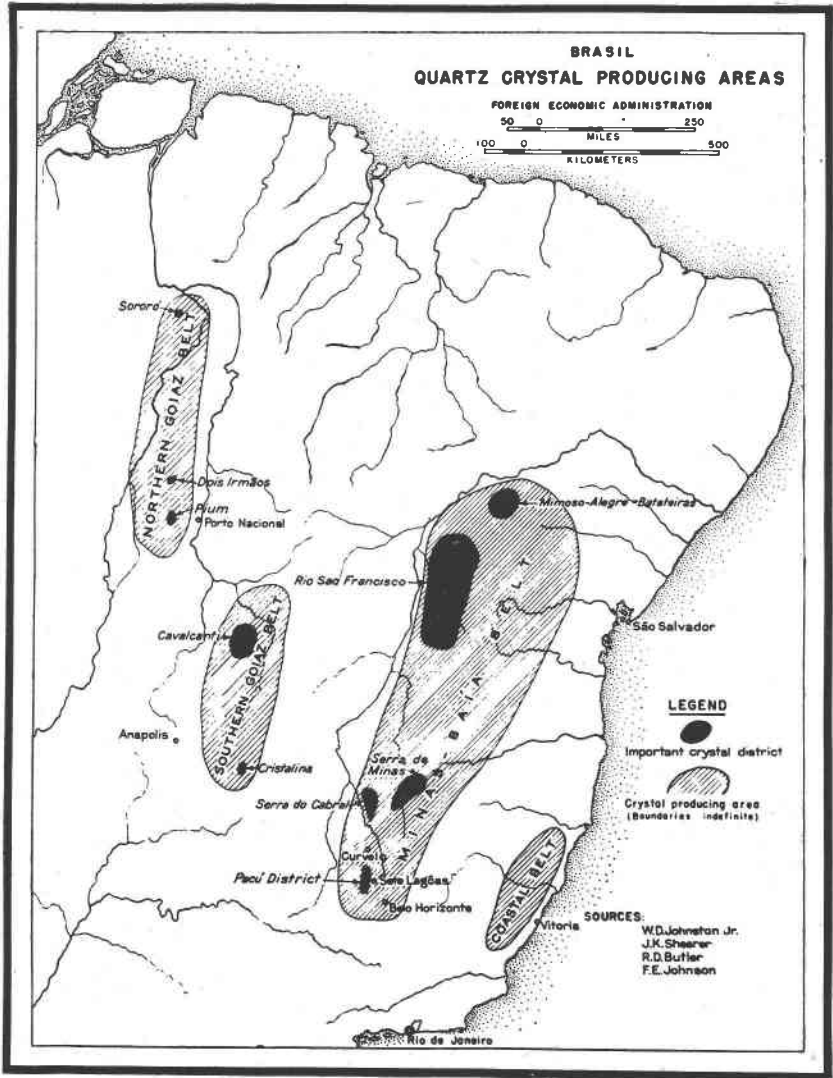 BRASIL
QUARTZ CRYSTAL PRODUCING AREAS
FOREIGN ECONOMIC ADMINISTRATION
50 0 250
MILES
100 0 500
KILOMETERS
Sororó
NORTHERN GOIAZ BELT
Dois Irmãos
Pium
Porto Nacional
Mimoso-Alegre-Batateiras
Rio Sao Francisco
São Salvador
Cavalcanti
SOUTHERN GOIAZ BELT
MINAS-BAÍA BELT
Anapolis
Cristalina
LEGEND
Important crystal district
Crystal producing area
(Boundaries indefinite)
Serra de
Minas
Serra do Cabral
Curvelo
Pacú District
Sete Lagôas
Belo Horizonte
COASTAL BELT
Vitoria
SOURCES:
W.D.Johnston Jr.
J.K.Shearer
R.D.Butler
F.E.Johnson
Rio de Janeiro